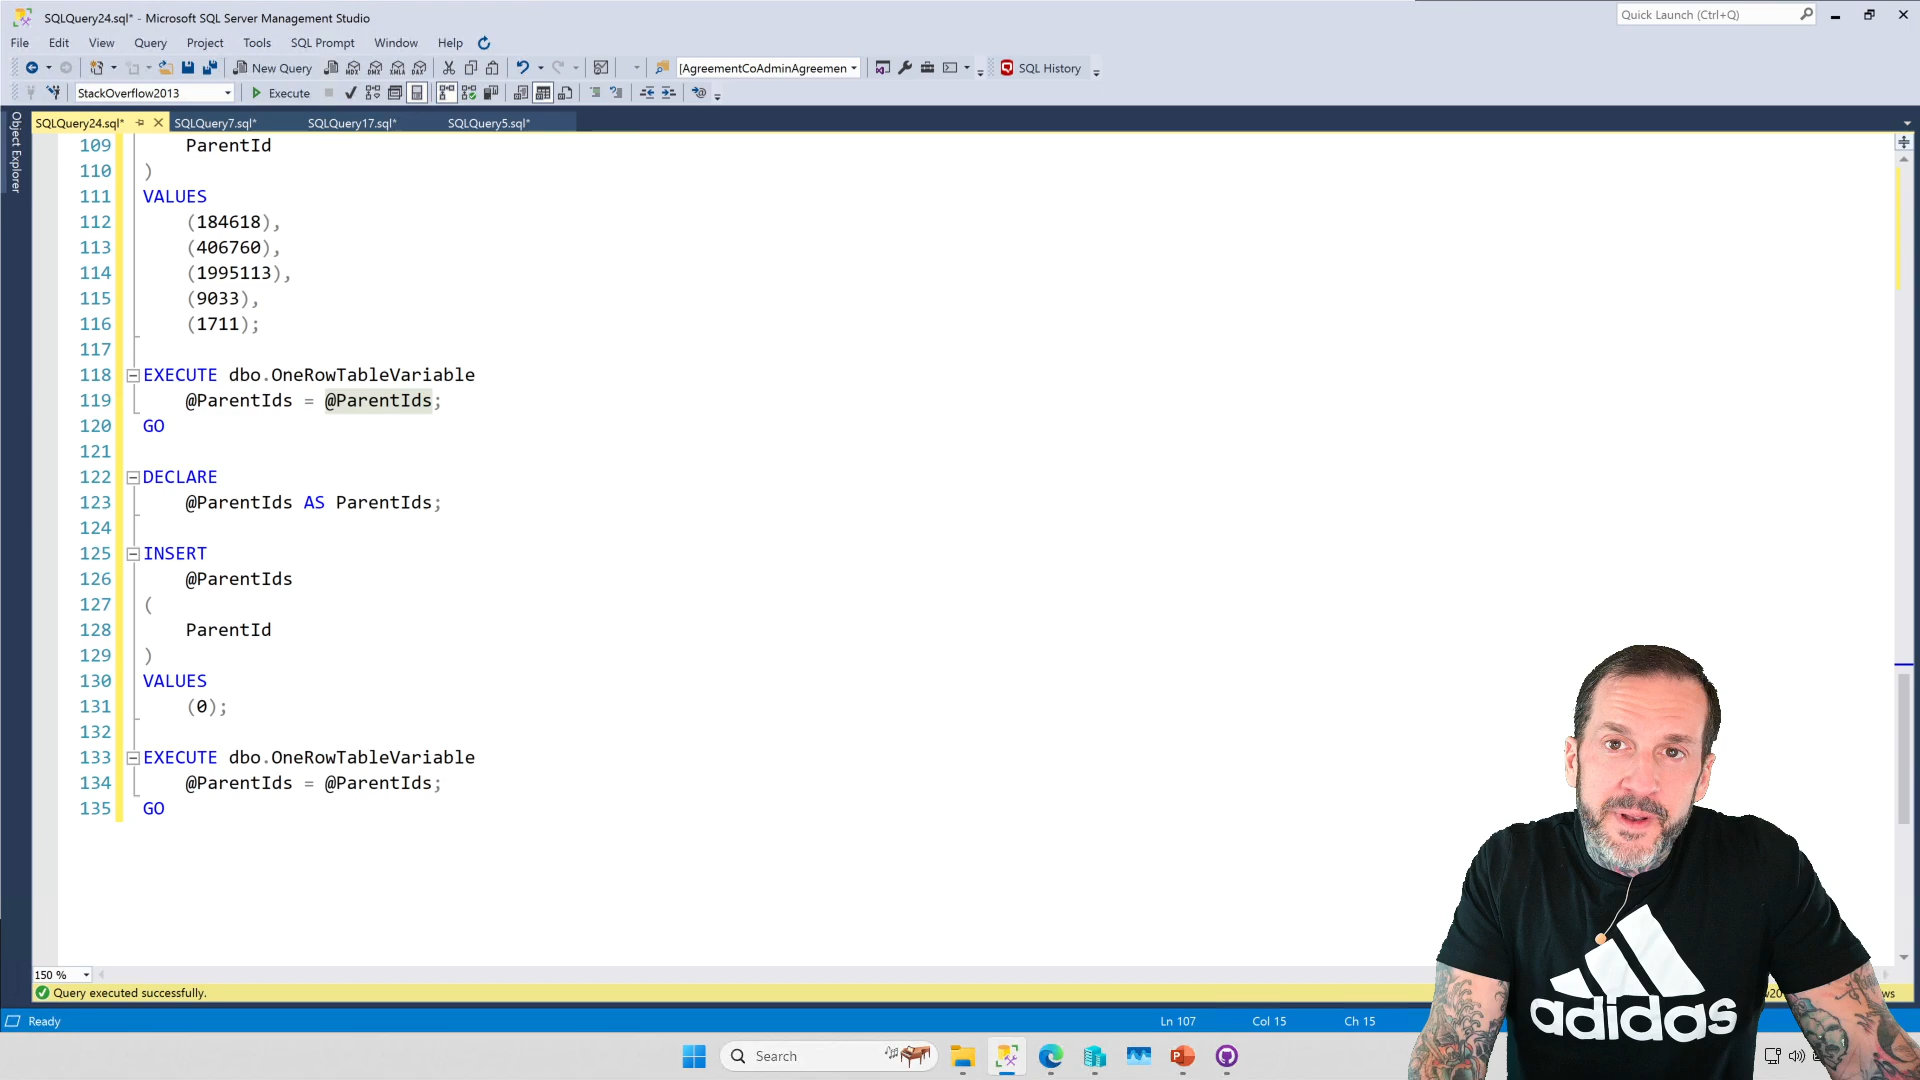 SQLQuery24.sql* - Microsoft SQL Server Management Studio
Quick Launch (Ctrl+Q)
File Edit View Query Project Tools SQL Prompt Window Help
New Query
MDX DMX XMLA DAX
[AgreementCoAdminAgreemen
SQL History
StackOverflow2013
Execute
SQLQuery24.sql* SQLQuery7.sql* SQLQuery17.sql* SQLQuery5.sql*
Object Explorer
109 ParentId
110 )
111 VALUES
112 (184618),
113 (406760),
114 (1995113),
115 (9033),
116 (1711);
117
118 EXECUTE dbo.OneRowTableVariable
119 @ParentIds = @ParentIds;
120 GO
121
122 DECLARE
123 @ParentIds AS ParentIds;
124
125 INSERT
126 @ParentIds
127 (
128 ParentId
129 )
130 VALUES
131 (0);
132
133 EXECUTE dbo.OneRowTableVariable
134 @ParentIds = @ParentIds;
135 GO
150 %
Query executed successfully.
Ready
Ln 107 Col 15 Ch 15
Search
adidas